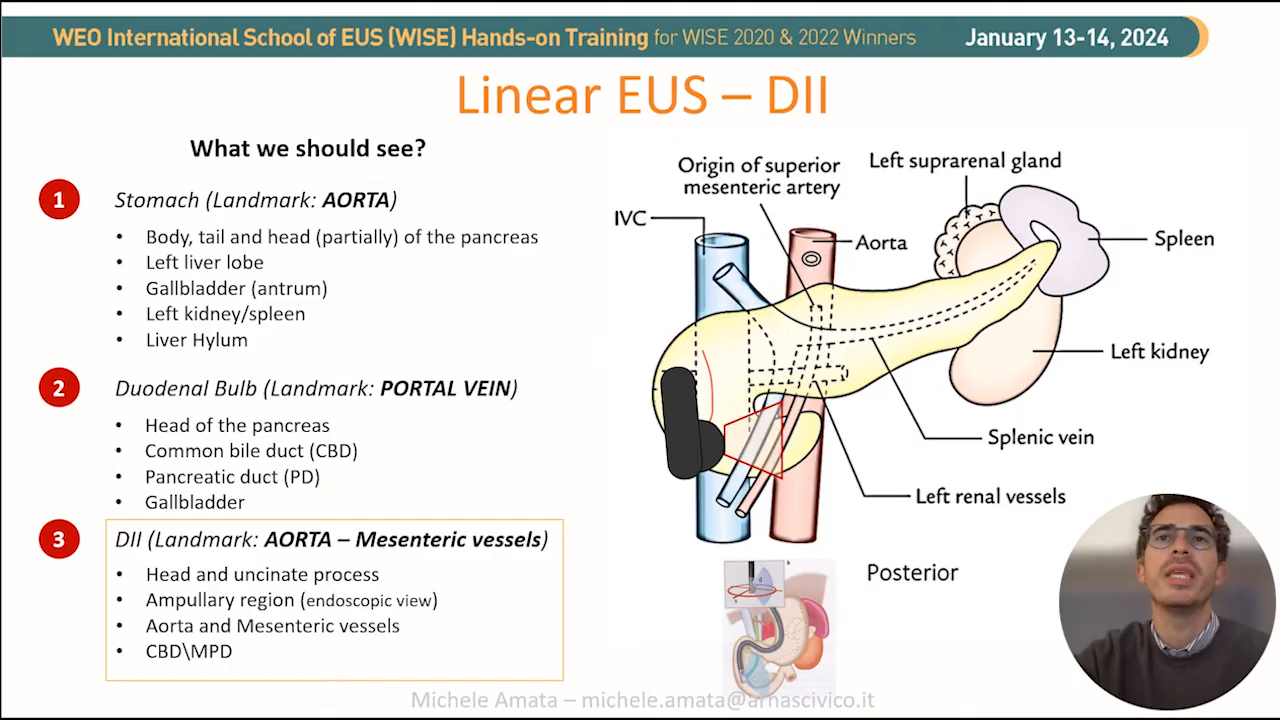 WEO International School of EUS (WISE) Hands-on Training for WISE 2020 & 2022 Winners January 13-14, 2024
Linear EUS – DII
What we should see?
1 Stomach (Landmark: AORTA)
• Body, tail and head (partially) of the pancreas
• Left liver lobe
• Gallbladder (antrum)
• Left kidney/spleen
• Liver Hylum
2 Duodenal Bulb (Landmark: PORTAL VEIN)
• Head of the pancreas
• Common bile duct (CBD)
• Pancreatic duct (PD)
• Gallbladder
3 DII (Landmark: AORTA – Mesenteric vessels)
• Head and uncinate process
• Ampullary region (endoscopic view)
• Aorta and Mesenteric vessels
• CBD\MPD
Origin of superior
mesenteric artery
Left suprarenal gland
IVC
Aorta
Spleen
Left kidney
Splenic vein
Left renal vessels
Posterior
Michele Amata – michele.amata@arnascivico.it